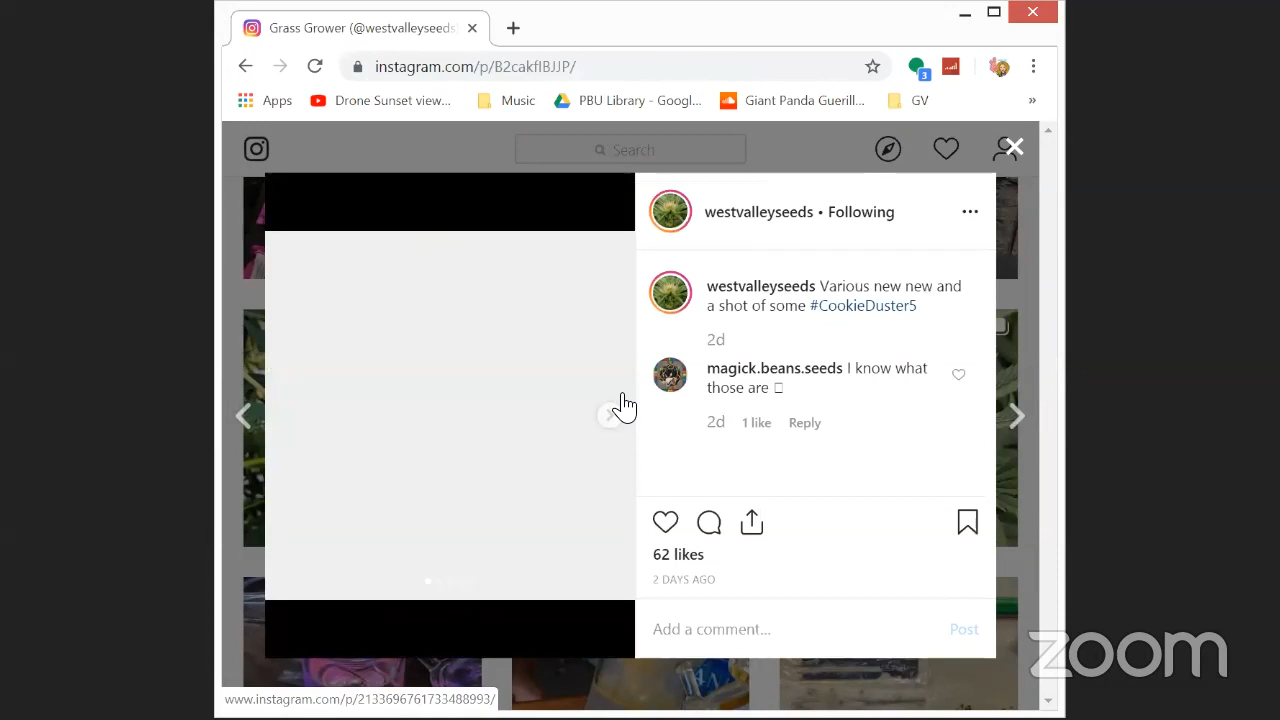 Grass Grower (@westvalleyseeds
instagram.com/p/B2cakflBJJP/
3
Apps
Drone Sunset view...
Music
PBU Library - Googl...
Giant Panda Guerill...
GV
»
Search
westvalleyseeds • Following
westvalleyseeds Various new new and
a shot of some #CookieDuster5
2d
magick.beans.seeds I know what
those are
2d 1 like Reply
62 likes
2 DAYS AGO
Add a comment... Post
www.instagram.com/p/2133696761733488993/
zoom